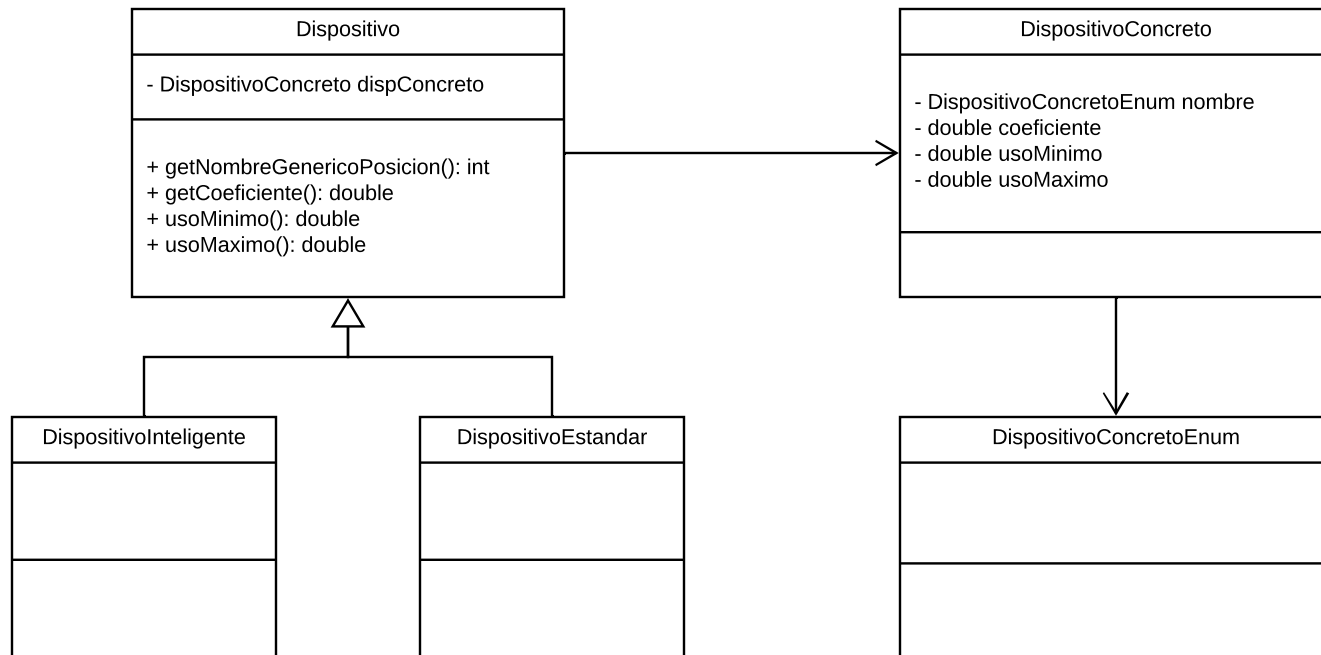 Dispositivo
- DispositivoConcreto dispConcreto
+ getNombreGenericoPosicion(): int
+ getCoeficiente(): double
+ usoMinimo(): double
+ usoMaximo(): double
DispositivoConcreto
- DispositivoConcretoEnum nombre
- double coeficiente
- double usoMinimo
- double usoMaximo
DispositivoInteligente
DispositivoEstandar
DispositivoConcretoEnum